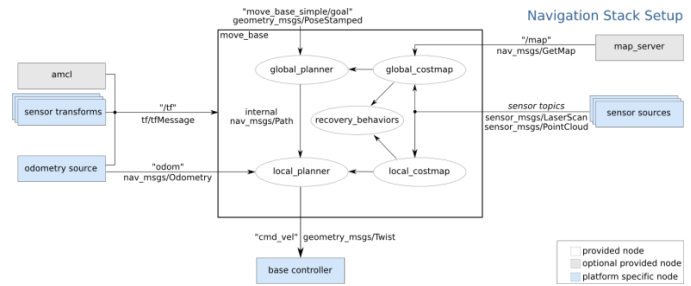 Navigation Stack Setup
"move_base_simple/goal"
geometry_msgs/PoseStamped
move_base
"/map"
nav_msgs/GetMap
map_server
amcl
global_planner
global_costmap
sensor transforms
"/tf"
tf/tfMessage
internal
nav_msgs/Path
recovery_behaviors
sensor topics
sensor_msgs/LaserScan
sensor_msgs/PointCloud
sensor sources
odometry source
"odom"
nav_msgs/Odometry
local_planner
local_costmap
"cmd_vel" geometry_msgs/Twist
base controller
provided node
optional provided node
platform specific node